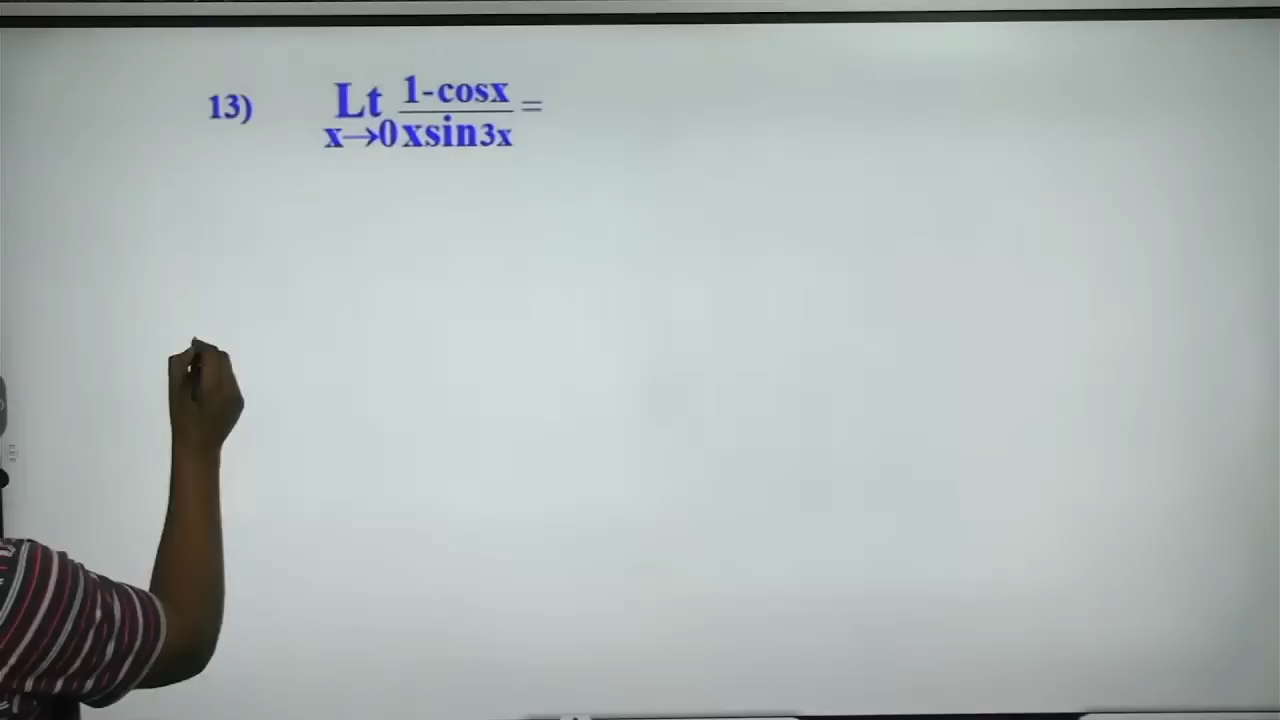 13) Lt 1-cosx =
x→0 xsin3x